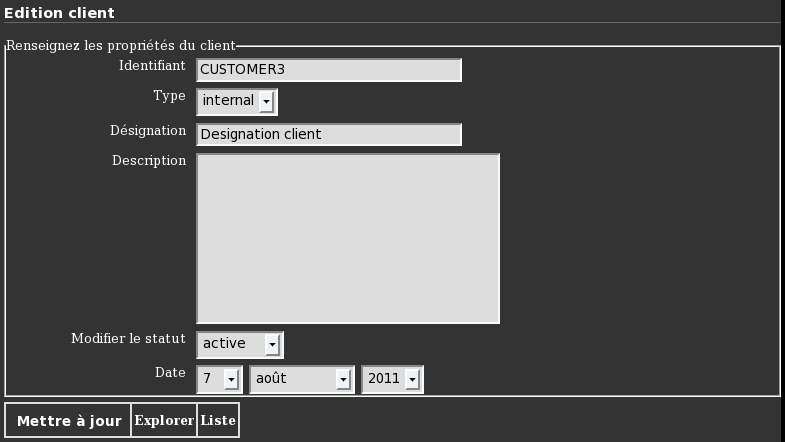 Edition client
Renseignez les propriétés du client
Identifiant CUSTOMER3
Type internal
Désignation Designation client
Description
Modifier le statut active
Date 7 août 2011
Mettre à jour Explorer Liste